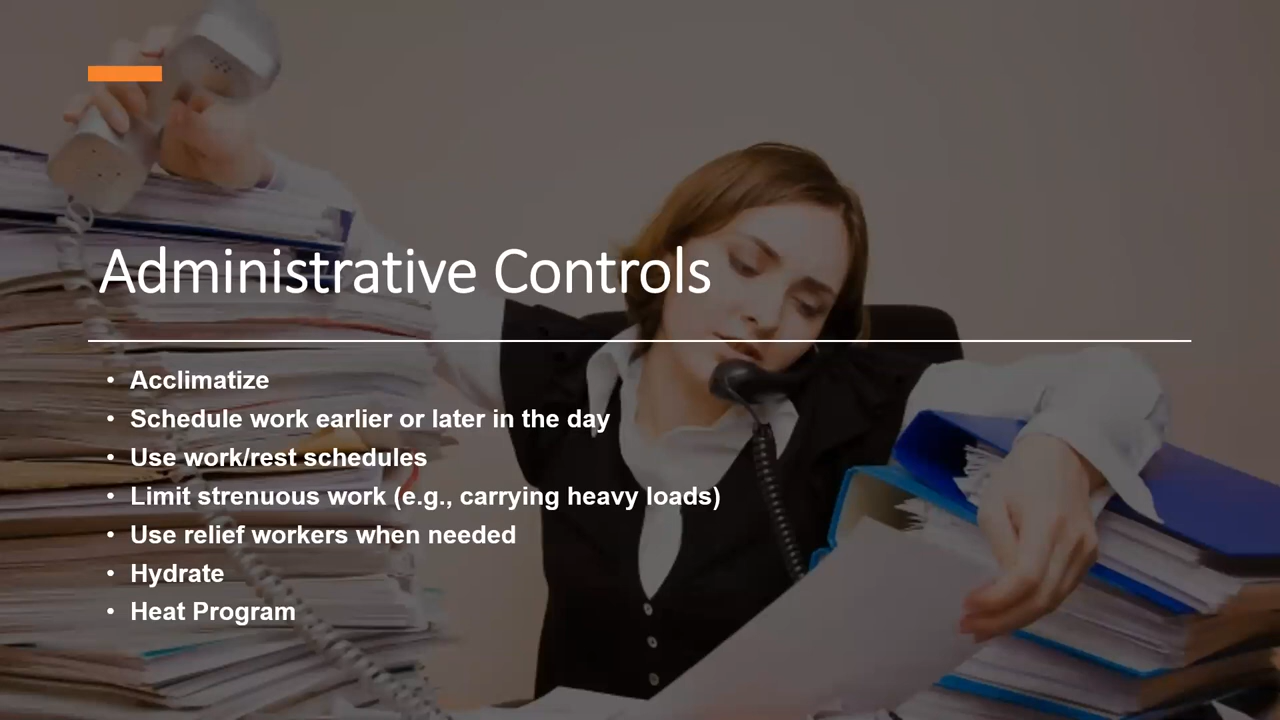 Administrative Controls
• Acclimatize
• Schedule work earlier or later in the day
• Use work/rest schedules
• Limit strenuous work (e.g., carrying heavy loads)
• Use relief workers when needed
• Hydrate
• Heat Program